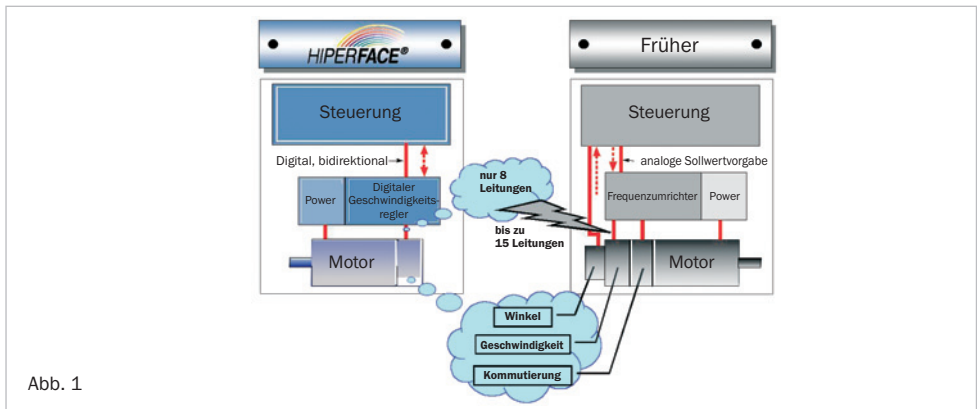 HIPERFACE®
Früher
Steuerung
Steuerung
Digital, bidirektional
analoge Sollwertvorgabe
nur 8
Leitungen
Power
Digitaler
Geschwindigkeits-
regler
Frequenzumrichter
Power
bis zu
15 Leitungen
Motor
Motor
Winkel
Geschwindigkeit
Kommutierung
Abb. 1